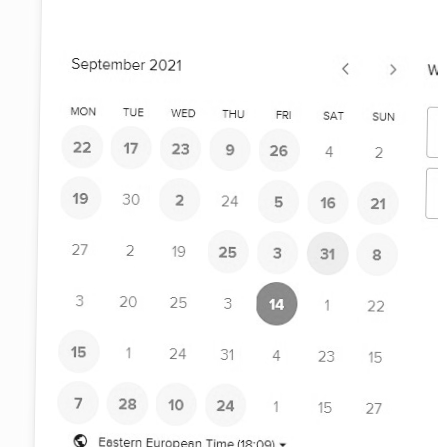 September 2021 < > W
MON TUE WED THU FRI SAT SUN
22 17 23 9 26 4 2
19 30 2 24 5 16 21
27 2 19 25 3 31 8
3 20 25 3 14 1 22
15 1 24 31 4 23 15
7 28 10 24 1 15 27
Eastern European Time (18:09)